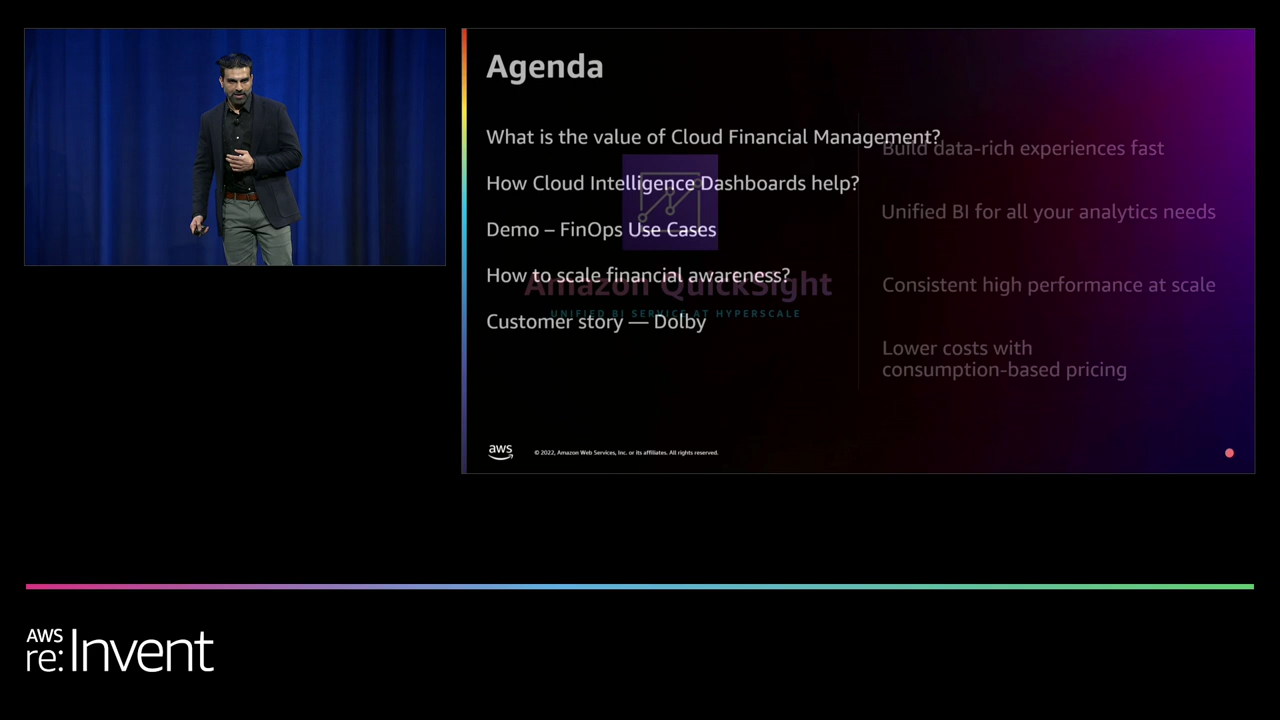 Agenda
What is the value of Cloud Financial Management?
How Cloud Intelligence Dashboards help?
Demo – FinOps Use Cases
How to scale financial awareness?
Customer story — Dolby
Amazon QuickSight
UNIFIED BI SERVICE AT HYPERSCALE
Build data-rich experiences fast
Unified BI for all your analytics needs
Consistent high performance at scale
Lower costs with
consumption-based pricing
aws
© 2022, Amazon Web Services, Inc. or its affiliates. All rights reserved.
AWS
re:Invent